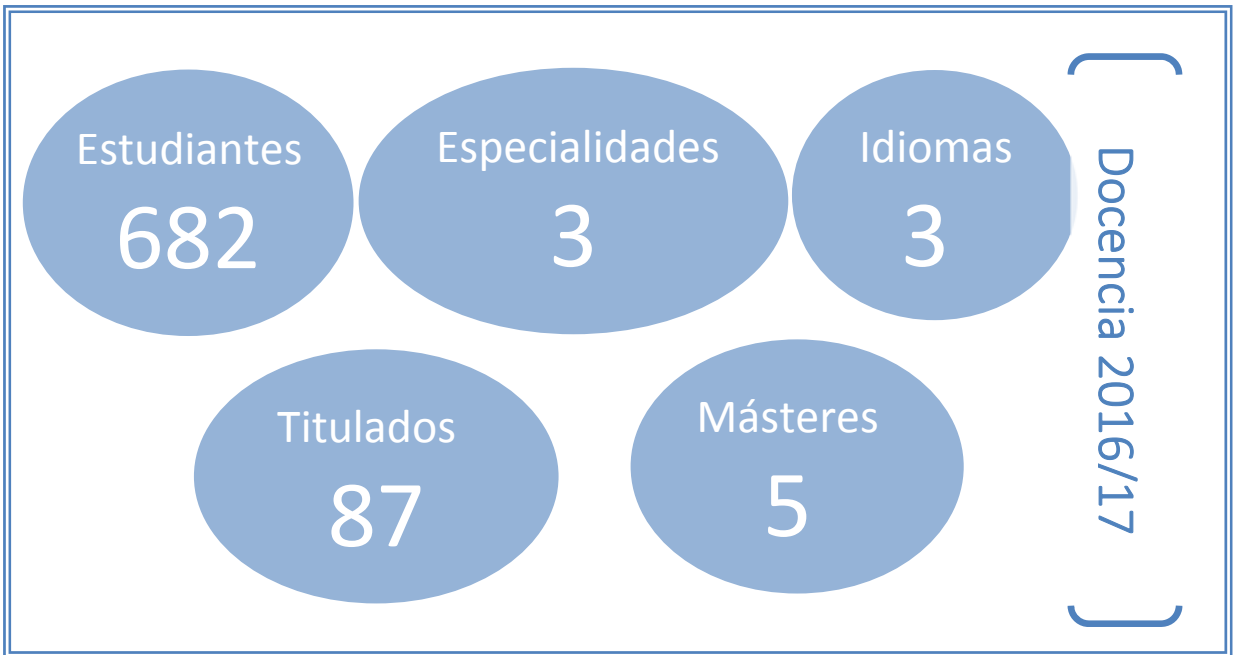 Estudiantes
682
Especialidades
3
Idiomas
3
Titulados
87
Másteres
5
Docencia 2016/17